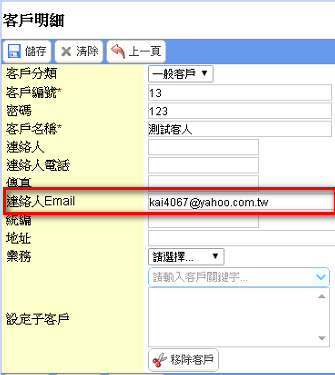 客戶明細
儲存 清除 上一頁
客戶分類 一般客戶
客戶編號* 13
密碼 123
客戶名稱* 測試客人
連絡人
連絡人電話
傳真
連絡人Email kai4067@yahoo.com.tw
統編
地址
業務 請選擇...
請輸入客戶關鍵字...
設定子客戶
移除客戶